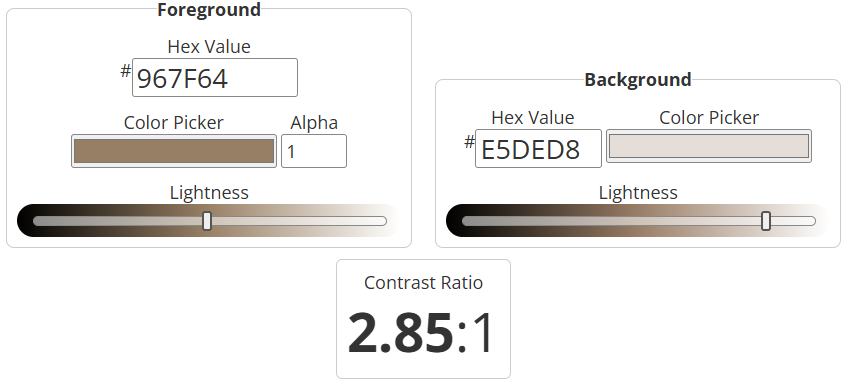 Foreground
Hex Value
#967F64
Color Picker
Alpha
1
Lightness
Background
Hex Value
#E5DED8
Color Picker
Lightness
Contrast Ratio
2.85:1